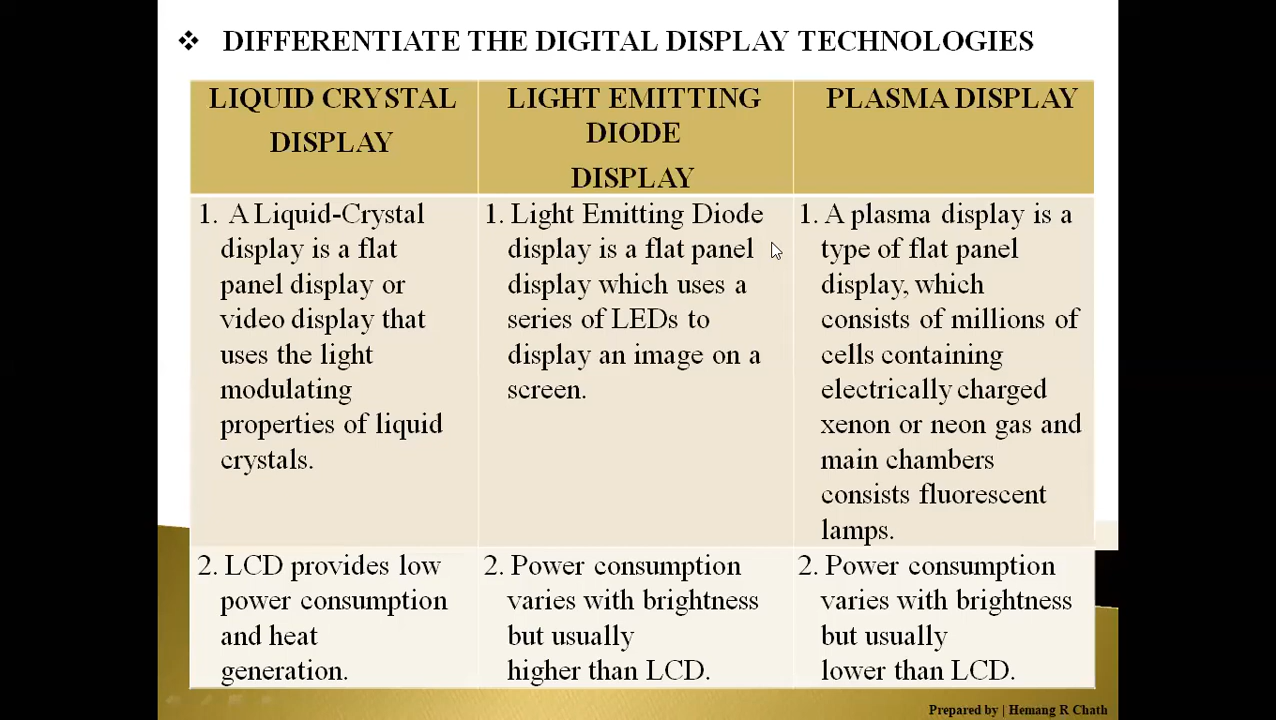 ❖ DIFFERENTIATE THE DIGITAL DISPLAY TECHNOLOGIES
LIQUID CRYSTAL
DISPLAY
LIGHT EMITTING
DIODE
DISPLAY
PLASMA DISPLAY
1. A Liquid-Crystal
display is a flat
panel display or
video display that
uses the light
modulating
properties of liquid
crystals.
1. Light Emitting Diode
display is a flat panel
display which uses a
series of LEDs to
display an image on a
screen.
1. A plasma display is a
type of flat panel
display, which
consists of millions of
cells containing
electrically charged
xenon or neon gas and
main chambers
consists fluorescent
lamps.
2. LCD provides low
power consumption
and heat
generation.
2. Power consumption
varies with brightness
but usually
higher than LCD.
2. Power consumption
varies with brightness
but usually
lower than LCD.
Prepared by | Hemang R Chath